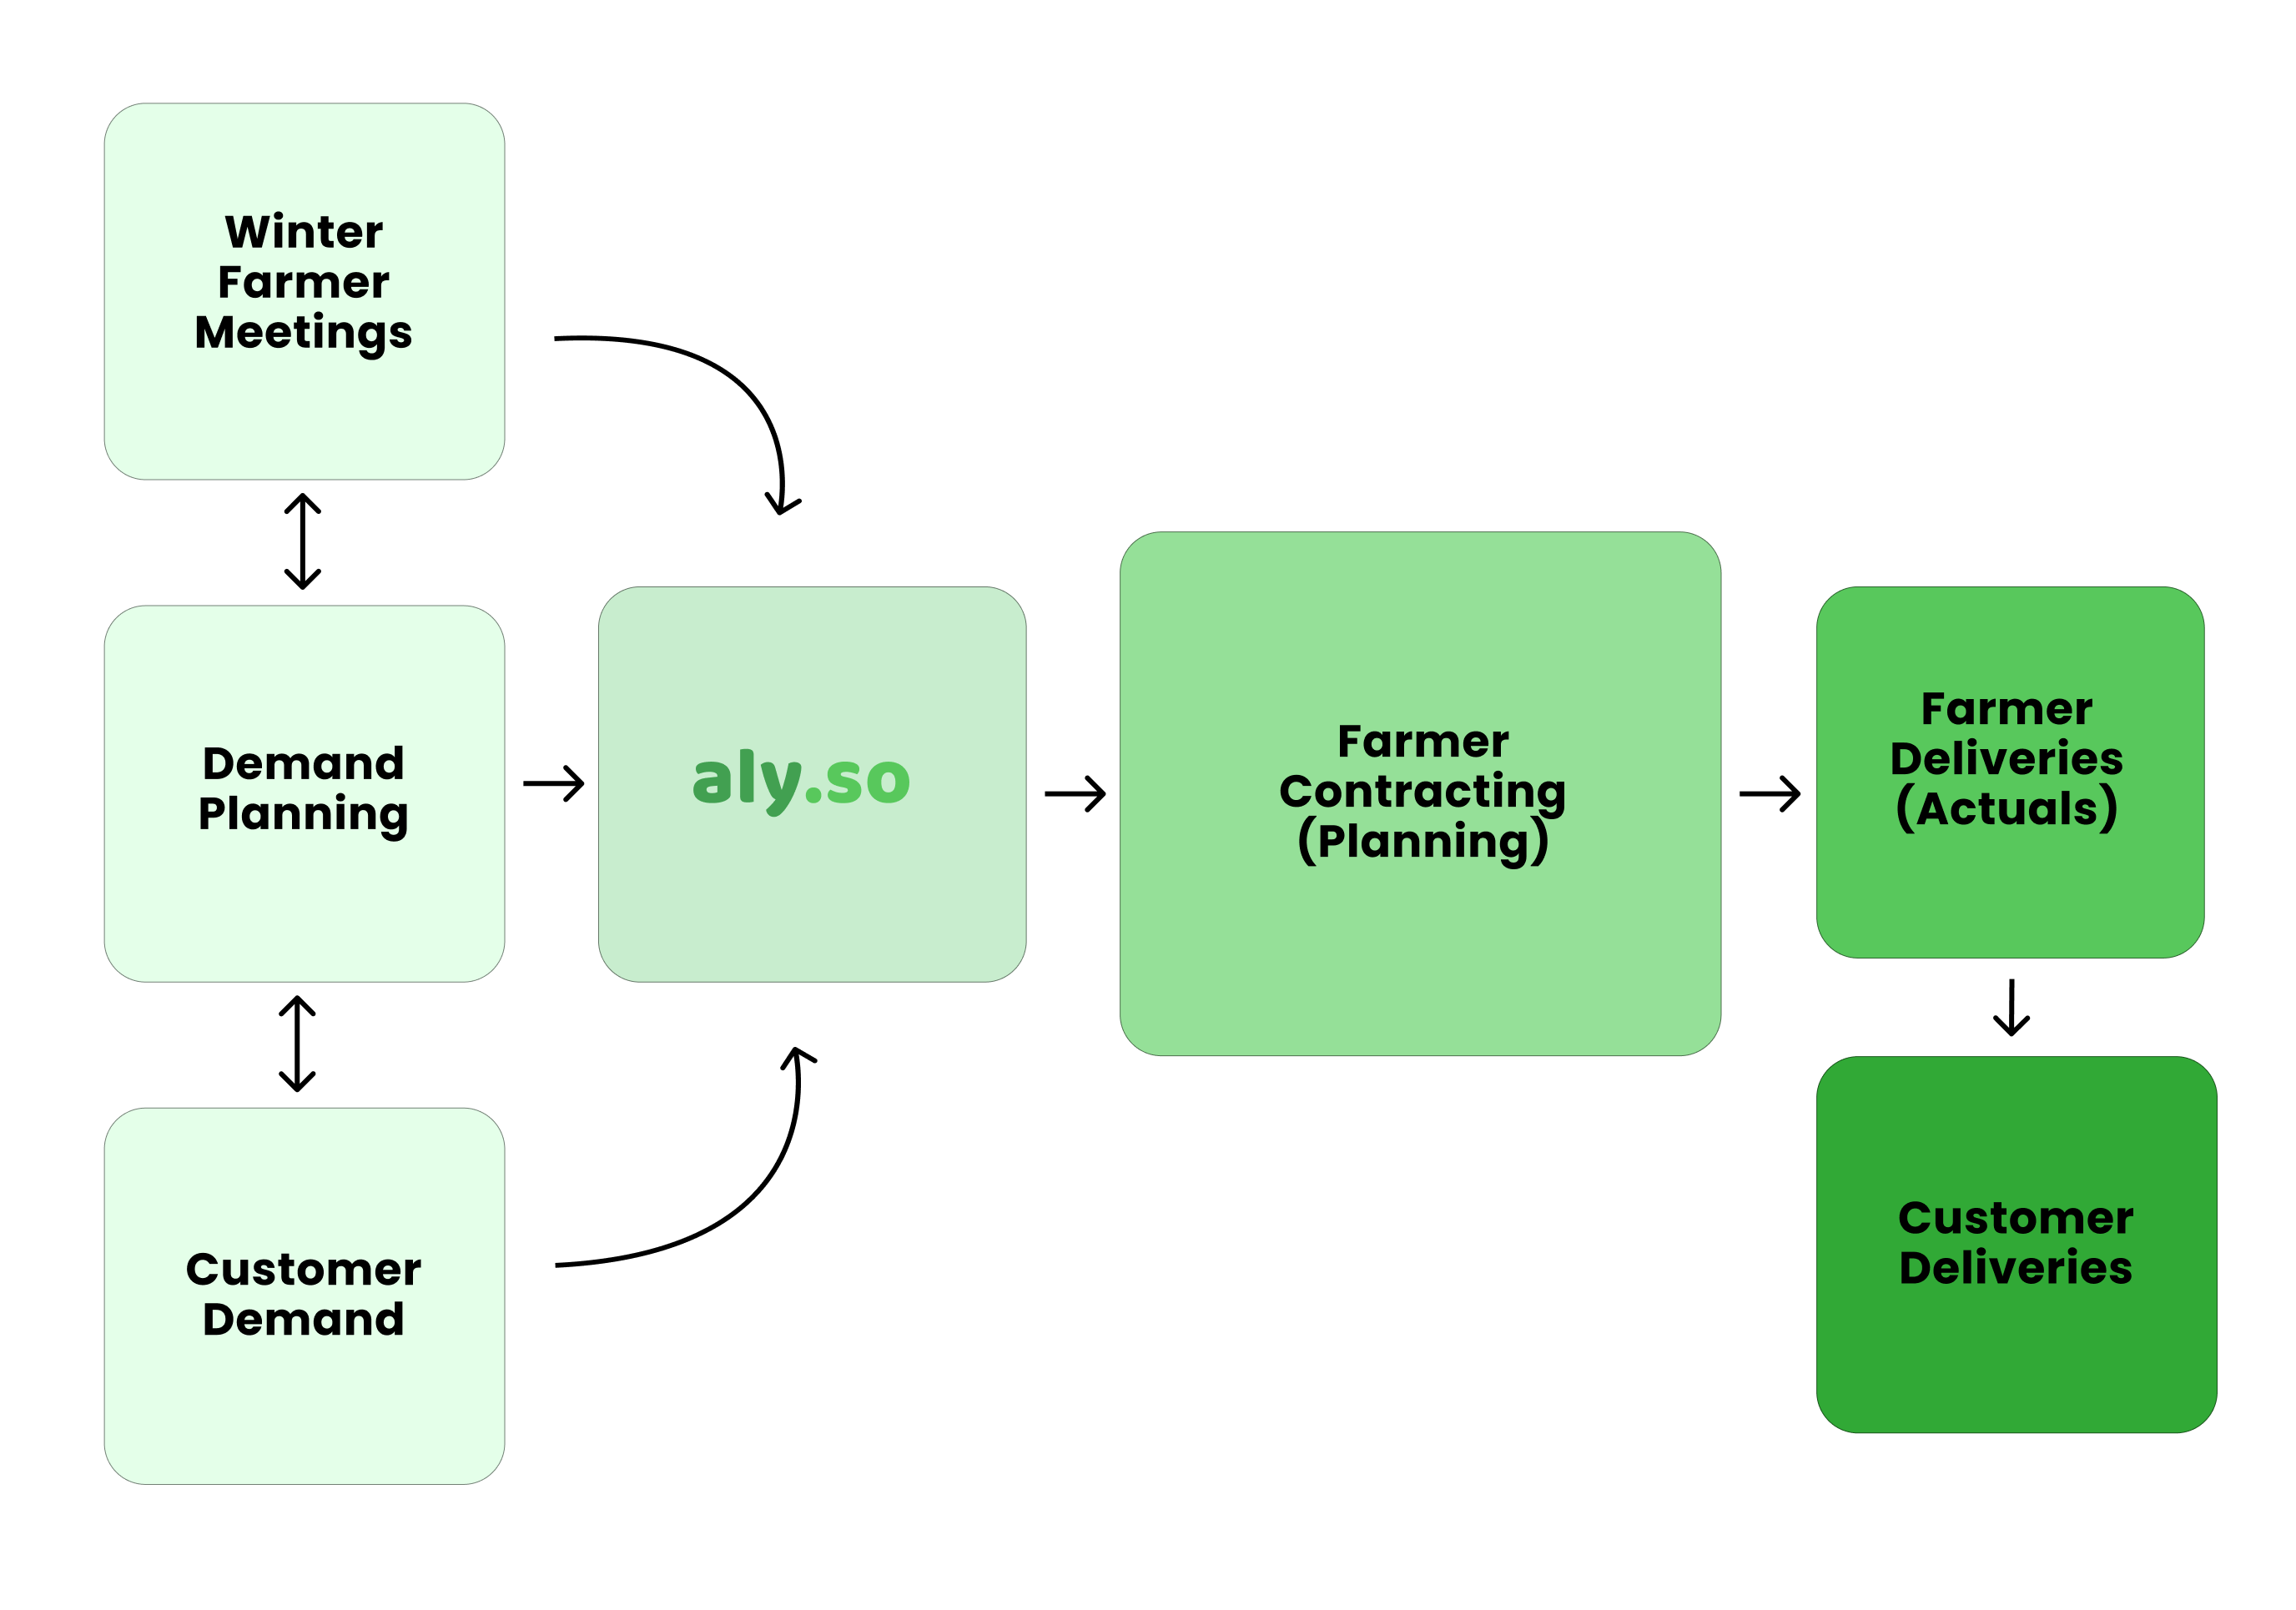 Winter
Farmer
Meetings
Demand
Planning
Customer
Demand
aly.so
Farmer
Contracting
(Planning)
Farmer
Deliveries
(Actuals)
Customer
Deliveries